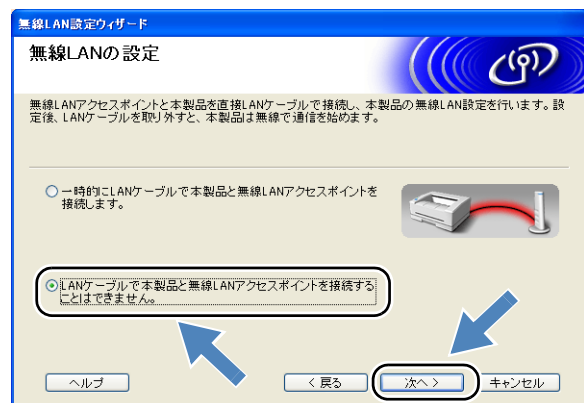 無線LAN設定ウィザード
無線LANの設定
無線LANアクセスポイントと本製品を直接LANケーブルで接続し、本製品の無線LAN設定を行います。設
定後、LANケーブルを取り外すと、本製品は無線で通信を始めます。
一時的にLANケーブルで本製品と無線LANアクセスポイントを
接続します。
LANケーブルで本製品と無線LANアクセスポイントを接続する
ことはできません。
ヘルプ
< 戻る
次へ >
キャンセル